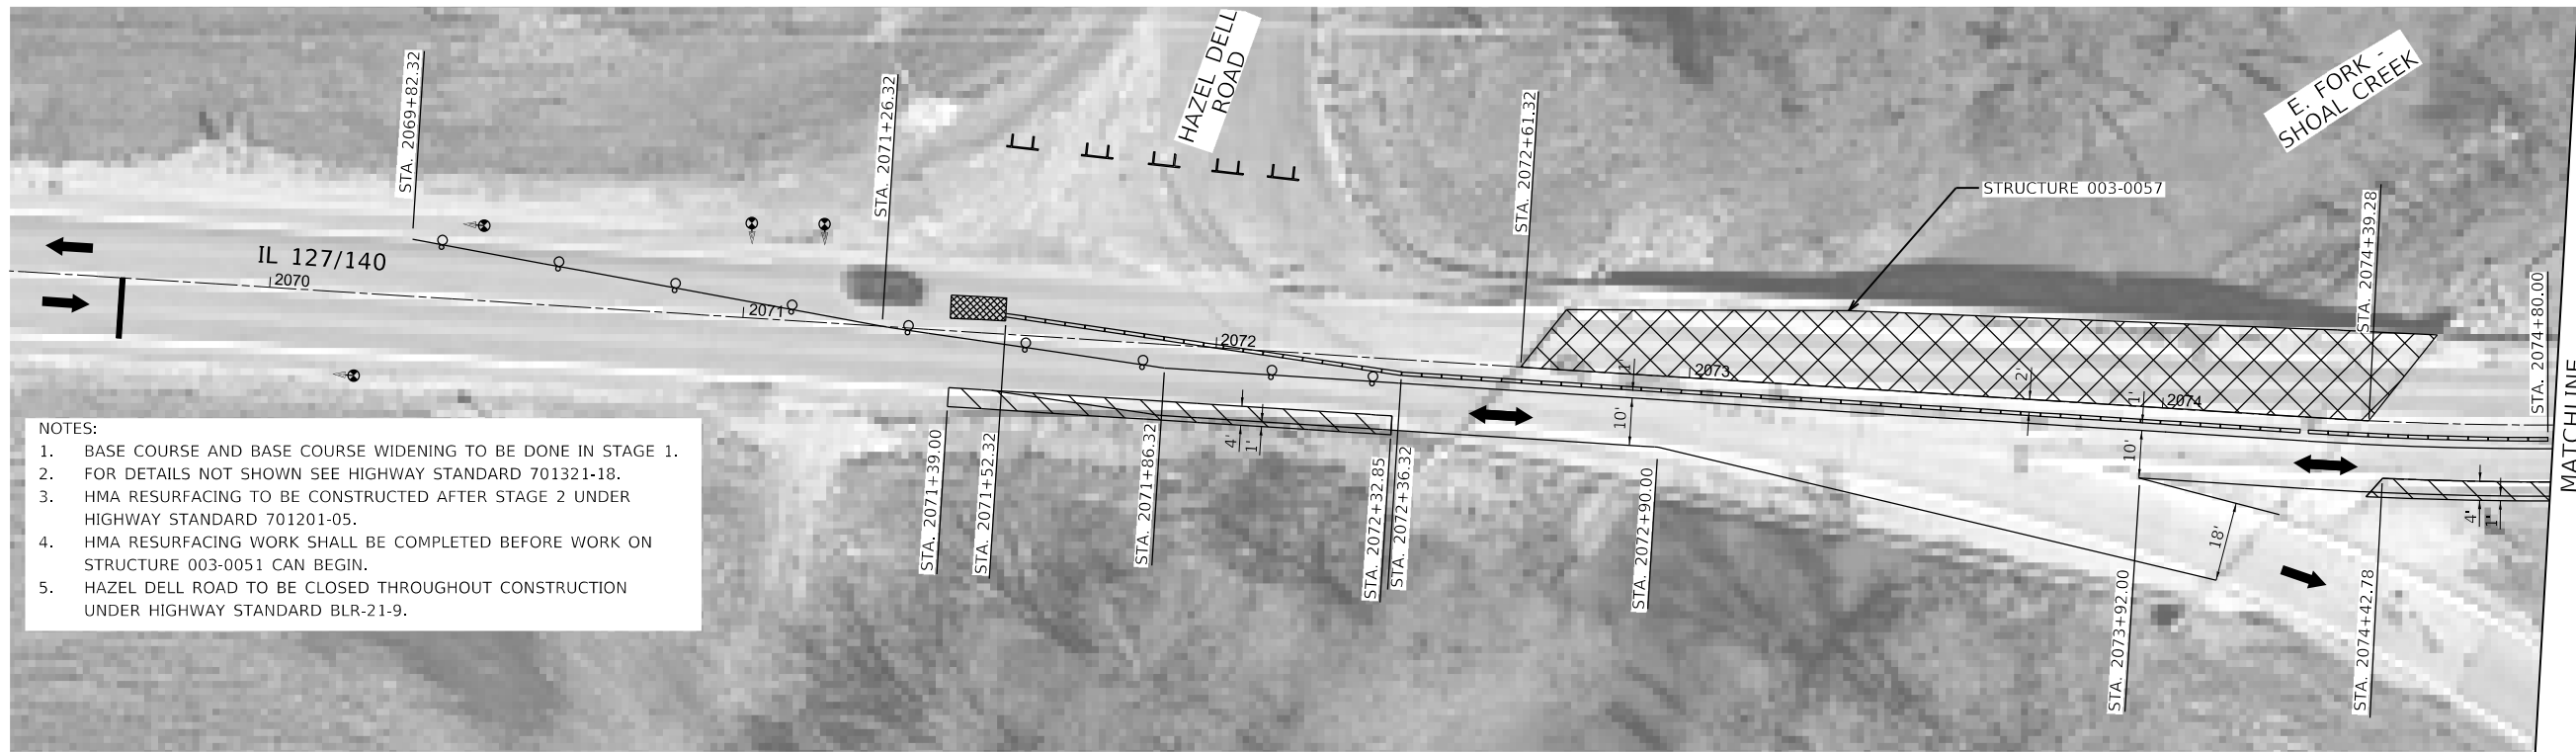 HAZEL DELL
ROAD
E. FORK -
SHOAL CREEK
STA. 2069+82.32
STA. 2071+26.32
STA. 2072+61.32
STRUCTURE 003-0057
STA. 2074+39.28
STA. 2074+80.00
MATCHLINE
IL 127/140
2070
2071
2072
2073
2074
1'
10'
2'
1'
10'
4'
1'
18'
4'
1'
STA. 2071+39.00
STA. 2071+52.32
STA. 2071+86.32
STA. 2072+32.85
STA. 2072+36.32
STA. 2072+90.00
STA. 2073+92.00
STA. 2074+42.78
NOTES:
1. BASE COURSE AND BASE COURSE WIDENING TO BE DONE IN STAGE 1.
2. FOR DETAILS NOT SHOWN SEE HIGHWAY STANDARD 701321-18.
3. HMA RESURFACING TO BE CONSTRUCTED AFTER STAGE 2 UNDER
HIGHWAY STANDARD 701201-05.
4. HMA RESURFACING WORK SHALL BE COMPLETED BEFORE WORK ON
STRUCTURE 003-0051 CAN BEGIN.
5. HAZEL DELL ROAD TO BE CLOSED THROUGHOUT CONSTRUCTION
UNDER HIGHWAY STANDARD BLR-21-9.